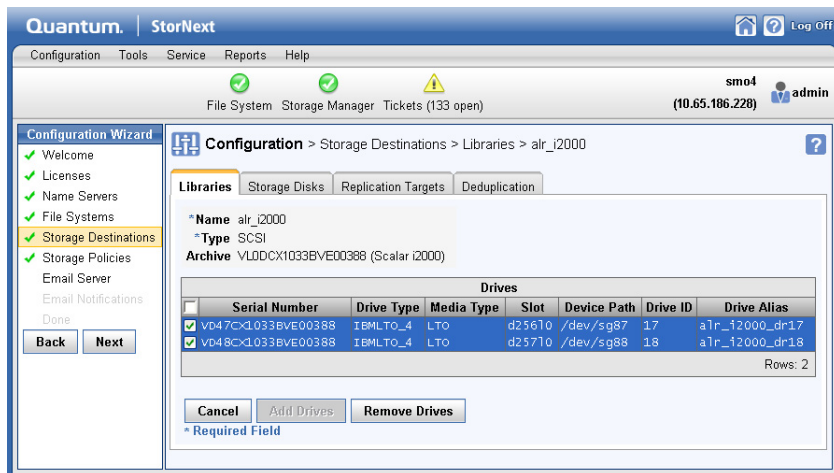 Quantum. StorNext
Log Off
Configuration Tools Service Reports Help
File System Storage Manager Tickets (133 open)
smo4
(10.65.186.228)
admin
Configuration Wizard
Welcome
Licenses
Name Servers
File Systems
Storage Destinations
Storage Policies
Email Server
Email Notifications
Done
Back Next
Configuration > Storage Destinations > Libraries > alr_i2000
?
Libraries Storage Disks Replication Targets Deduplication
*Name alr_i2000
*Type SCSI
Archive VL0DCX1033BVE00388 (Scalar i2000)
Drives
Serial Number Drive Type Media Type Slot Device Path Drive ID Drive Alias
VD47CX1033BVE00388 IBMLTO_4 LTO d256l0 /dev/sg87 17 alr_i2000_dr17
VD48CX1033BVE00388 IBMLTO_4 LTO d257l0 /dev/sg88 18 alr_i2000_dr18
Rows: 2
Cancel Add Drives Remove Drives
* Required Field